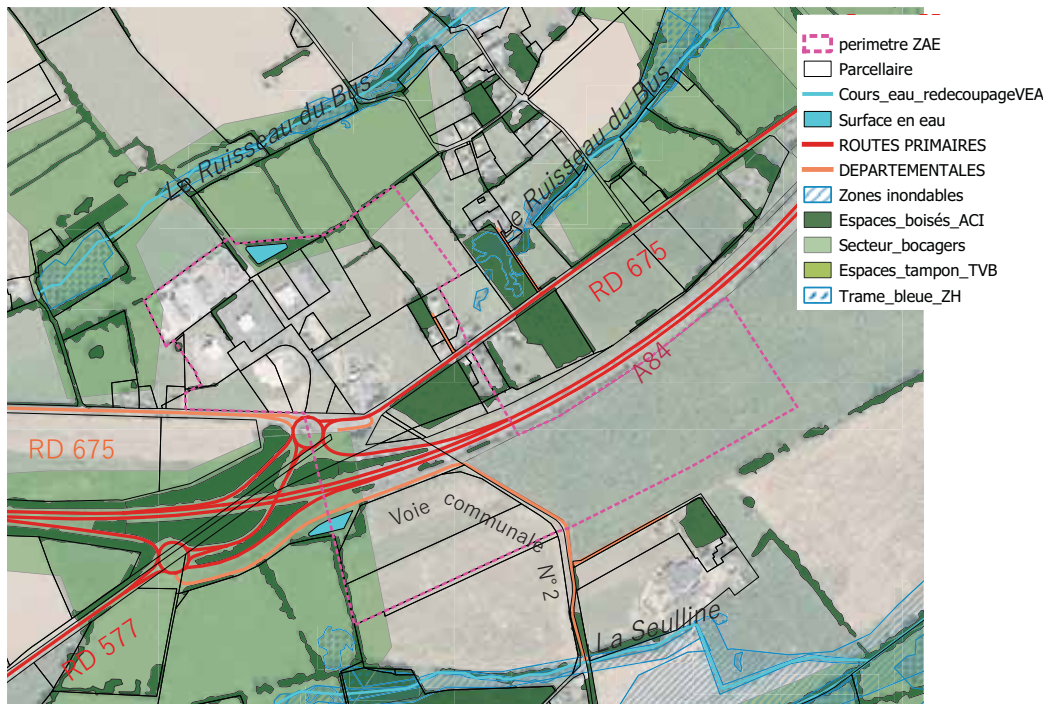 perimetre ZAE
Parcellaire
Cours_eau_redecoupageVEA
Surface en eau
ROUTES PRIMAIRES
DEPARTEMENTALES
Zones inondables
Espaces_boisés_ACI
Secteur_bocagers
Espaces_tampon_TVB
Trame_bleue_ZH
Le Ruisseau du Bus
Le Ruisseau du Bus
RD 675
A84
RD 675
Voie communale N°2
RD 577
La Seulline